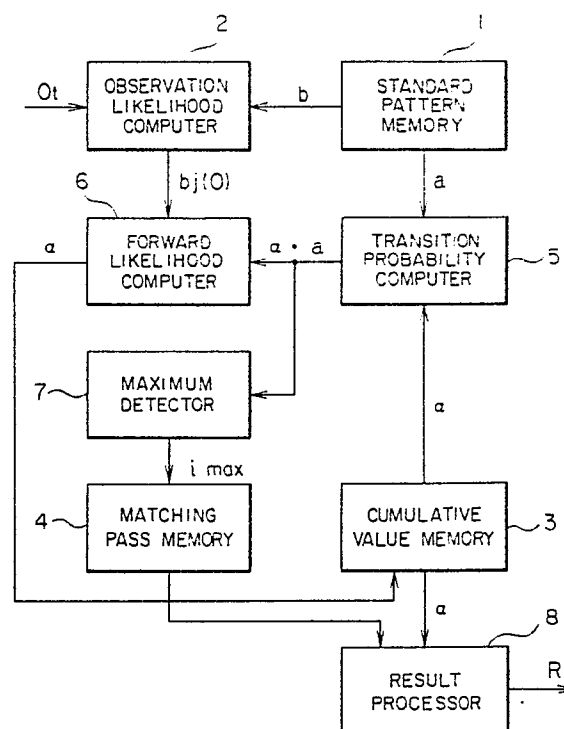 2
1
Ot
OBSERVATION
LIKELIHOOD
COMPUTER
b
STANDARD
PATTERN
MEMORY
bj(O)
a
6
α
FORWARD
LIKELIHOOD
COMPUTER
α · a
TRANSITION
PROBABILITY
COMPUTER
5
7
MAXIMUM
DETECTOR
α
i max
4
MATCHING
PASS MEMORY
CUMULATIVE
VALUE MEMORY
3
α
8
RESULT
PROCESSOR
R